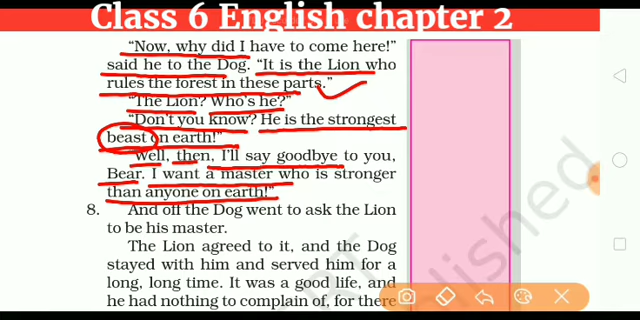 Class 6 English chapter 2
"Now, why did I have to come here!"
said he to the Dog. "It is the Lion who
rules the forest in these parts."
"The Lion? Who's he?"
"Don't you know? He is the strongest
beast on earth!"
"Well, then, I'll say goodbye to you,
Bear. I want a master who is stronger
than anyone on earth!"
8. And off the Dog went to ask the Lion
to be his master.
The Lion agreed to it, and the Dog
stayed with him and served him for a
long, long time. It was a good life, and
he had nothing to complain of, for there